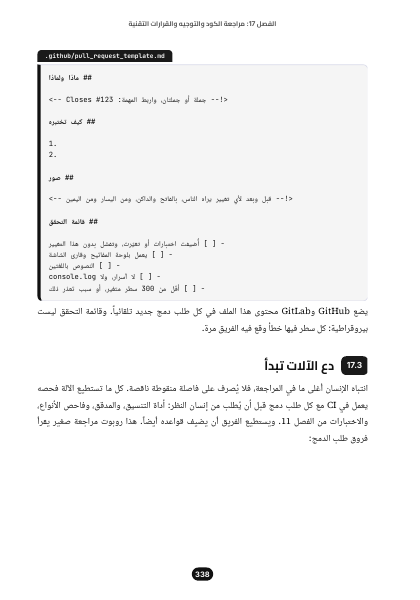 الفصل 17: مراجعة الكود والتوجيه والقرارات التقنية
.github/pull_request_template.md
## ماذا ولماذا
<!-- جملة أو جملتان، واربط المهمة: Closes #123 -->
## كيف تختبره
1.
2.
## صور
<!-- قبل وبعد لأي تغيير يراه الناس، بالفاتح والداكن، ومن اليسار ومن اليمين -->
## قائمة التحقق
- [ ] أضيفت اختبارات أو تغيّرت، وتفشل بدون هذا التغيير
- [ ] يعمل بلوحة المفاتيح وقارئ الشاشة
- [ ] النصوص باللغتين
- [ ] لا أسرار، ولا console.log
- [ ] أقل من 300 سطر متغير، أو سبب تعذر ذلك
يضع GitHub وGitLab محتوى هذا الملف في كل طلب دمج جديد تلقائياً. وقائمة التحقق ليست
بيروقراطية: كل سطر فيها خطأ وقع فيه الفريق مرة.
17.3 دع الآلات تبدأ
انتباه الإنسان أغلى ما في المراجعة، فلا يُصرف على فاصلة منقوطة ناقصة. كل ما تستطيع الآلة فحصه
يعمل في CI مع كل طلب دمج قبل أن يُطلب من إنسان النظر: أداة التنسيق، والمدقق، وفاحص الأنواع،
والاختبارات من الفصل 11. ويستطيع الفريق أن يضيف قواعده أيضاً. هذا روبوت مراجعة صغير يقرأ
فروق طلب الدمج:
338